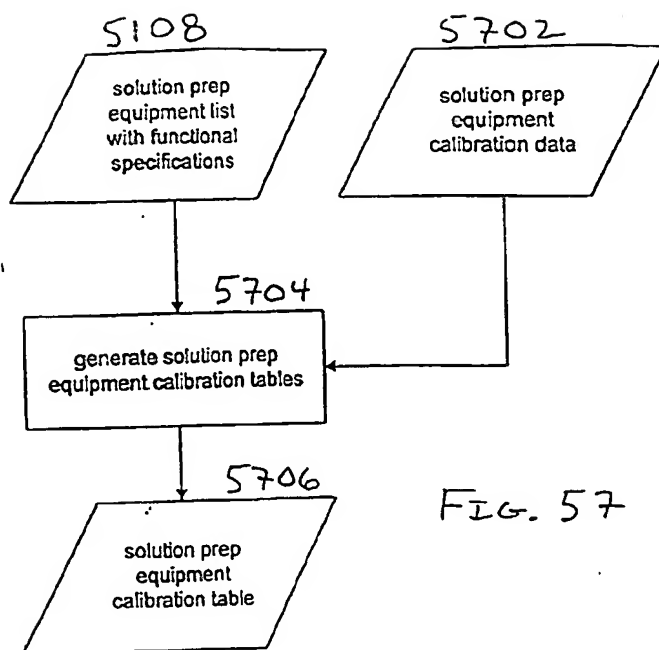 5108
5702
solution prep
equipment list
with functional
specifications
solution prep
equipment
calibration data
5704
generate solution prep
equipment calibration tables
5706
solution prep
equipment
calibration table
FIG. 57